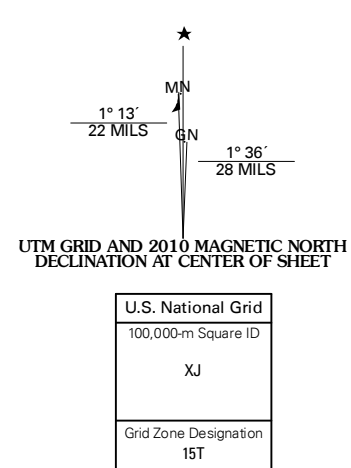 ★
MN
1° 13´
22 MILS
GN
1° 36´
28 MILS
UTM GRID AND 2010 MAGNETIC NORTH
DECLINATION AT CENTER OF SHEET
U.S. National Grid
100,000-m Square ID
XJ
Grid Zone Designation
15T